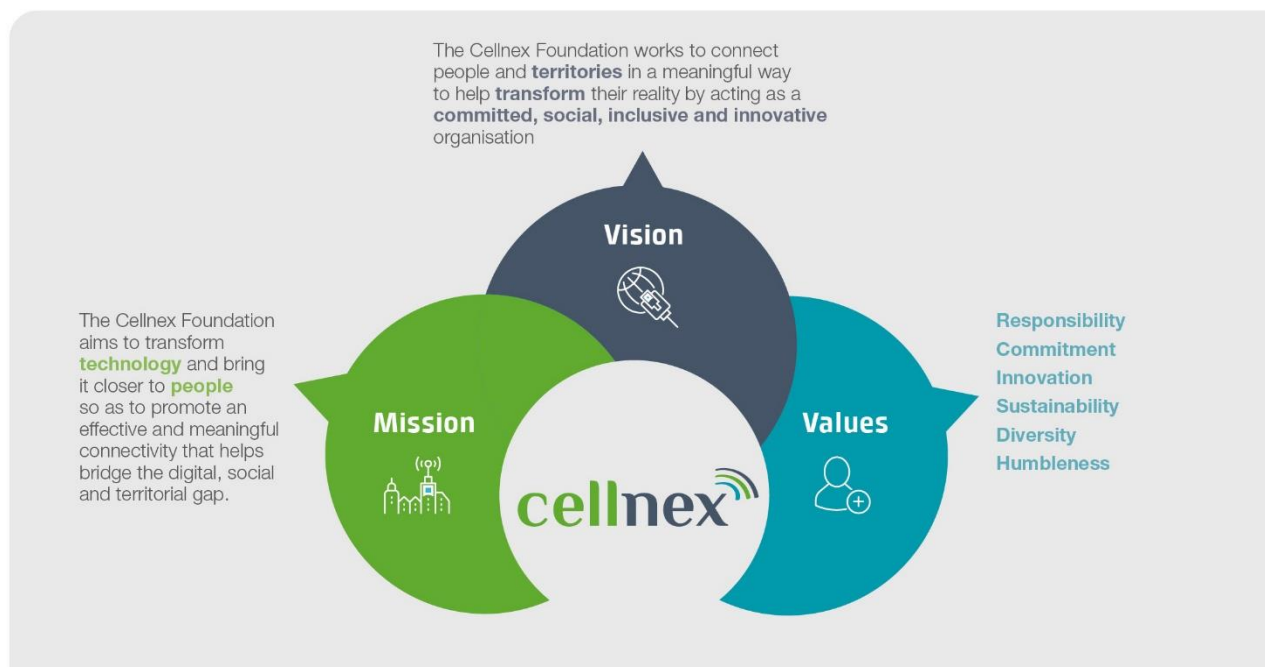 The Cellnex Foundation works to connect
people and territories in a meaningful way
to help transform their reality by acting as a
committed, social, inclusive and innovative
organisation
Vision
The Cellnex Foundation
aims to transform
technology and bring
it closer to people
so as to promote an
effective and meaningful
connectivity that helps
bridge the digital, social
and territorial gap.
Mission
Values
Responsibility
Commitment
Innovation
Sustainability
Diversity
Humbleness
cellnex